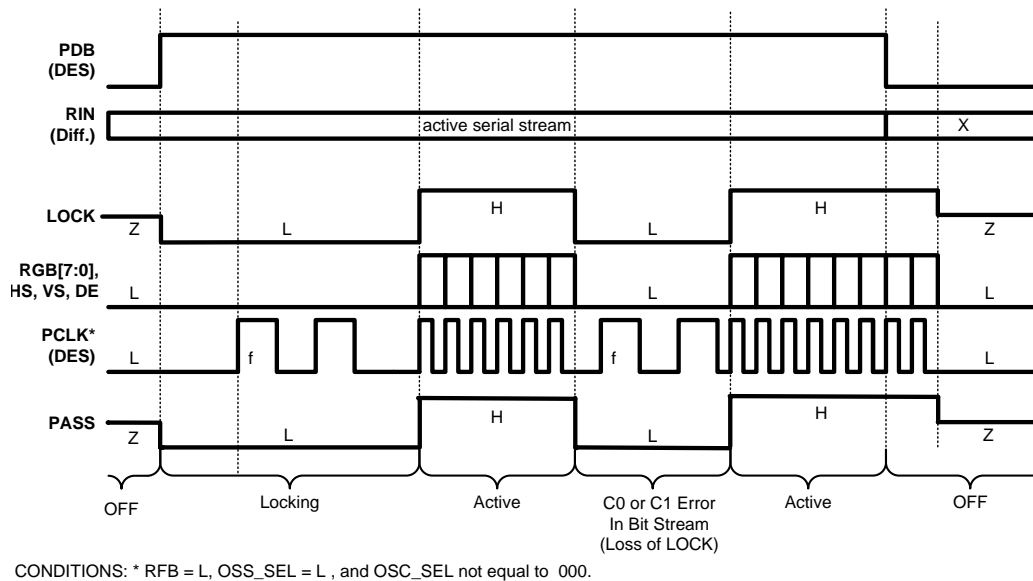 PDB
(DES)
RIN
(Diff.)
active serial stream
X
LOCK
Z
L
H
L
H
Z
RGB[7:0],
HS, VS, DE
L
L
L
PCLK*
(DES)
L
f
f
L
PASS
Z
L
H
L
H
Z
OFF
Locking
Active
C0 or C1 Error
In Bit Stream
(Loss of LOCK)
Active
OFF
CONDITIONS: * RFB = L, OSS_SEL = L , and OSC_SEL not equal to 000.